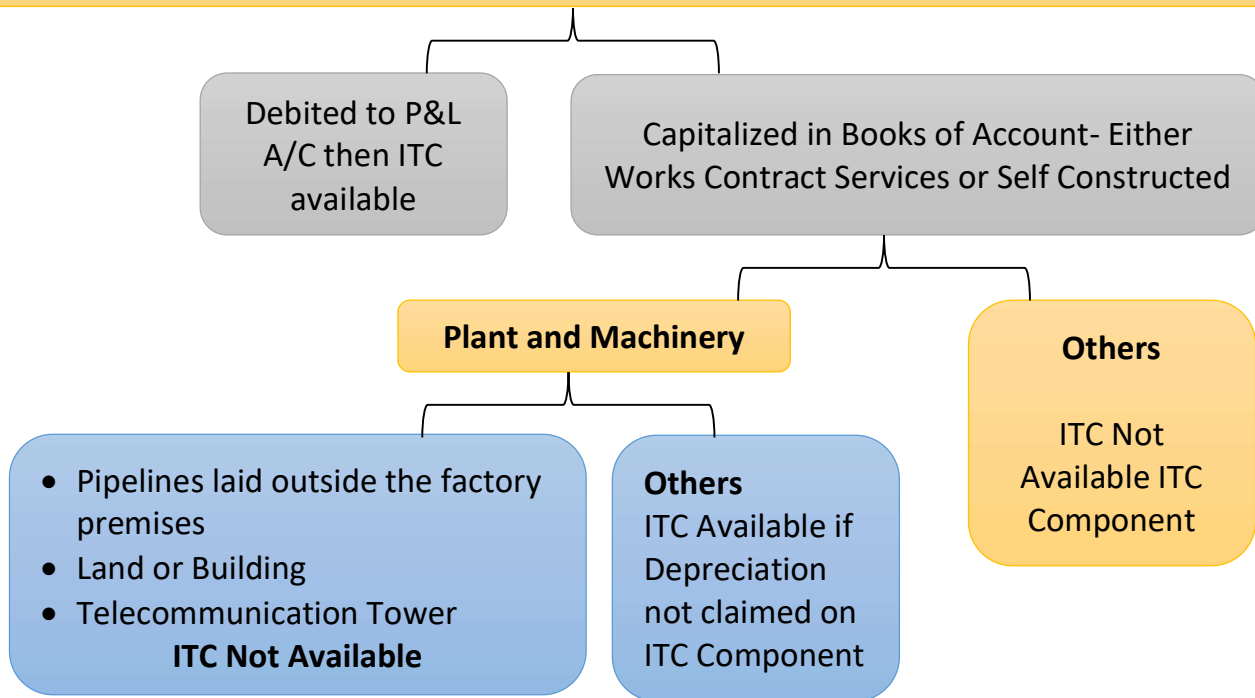 Debited to P&L
A/C then ITC
available
Capitalized in Books of Account- Either
Works Contract Services or Self Constructed
Plant and Machinery
Others
ITC Not
Available ITC
Component
• Pipelines laid outside the factory
premises
• Land or Building
• Telecommunication Tower
ITC Not Available
Others
ITC Available if
Depreciation
not claimed on
ITC Component